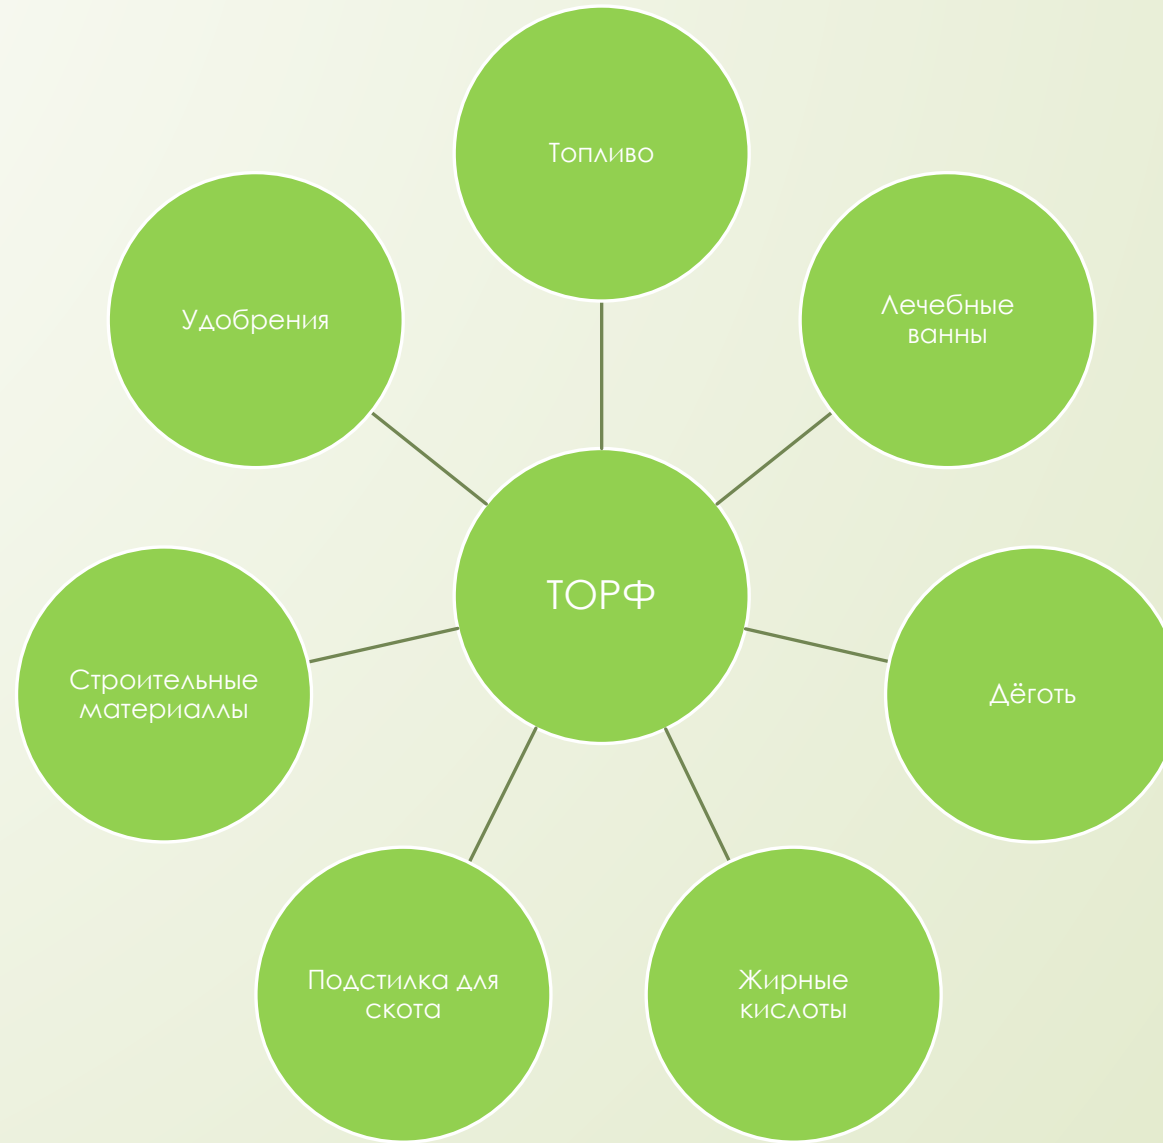 Топливо
Лечебные
ванны
Удобрения
ТОРФ
Строительные
материаллы
Дёготь
Подстилка для
скота
Жирные
кислоты